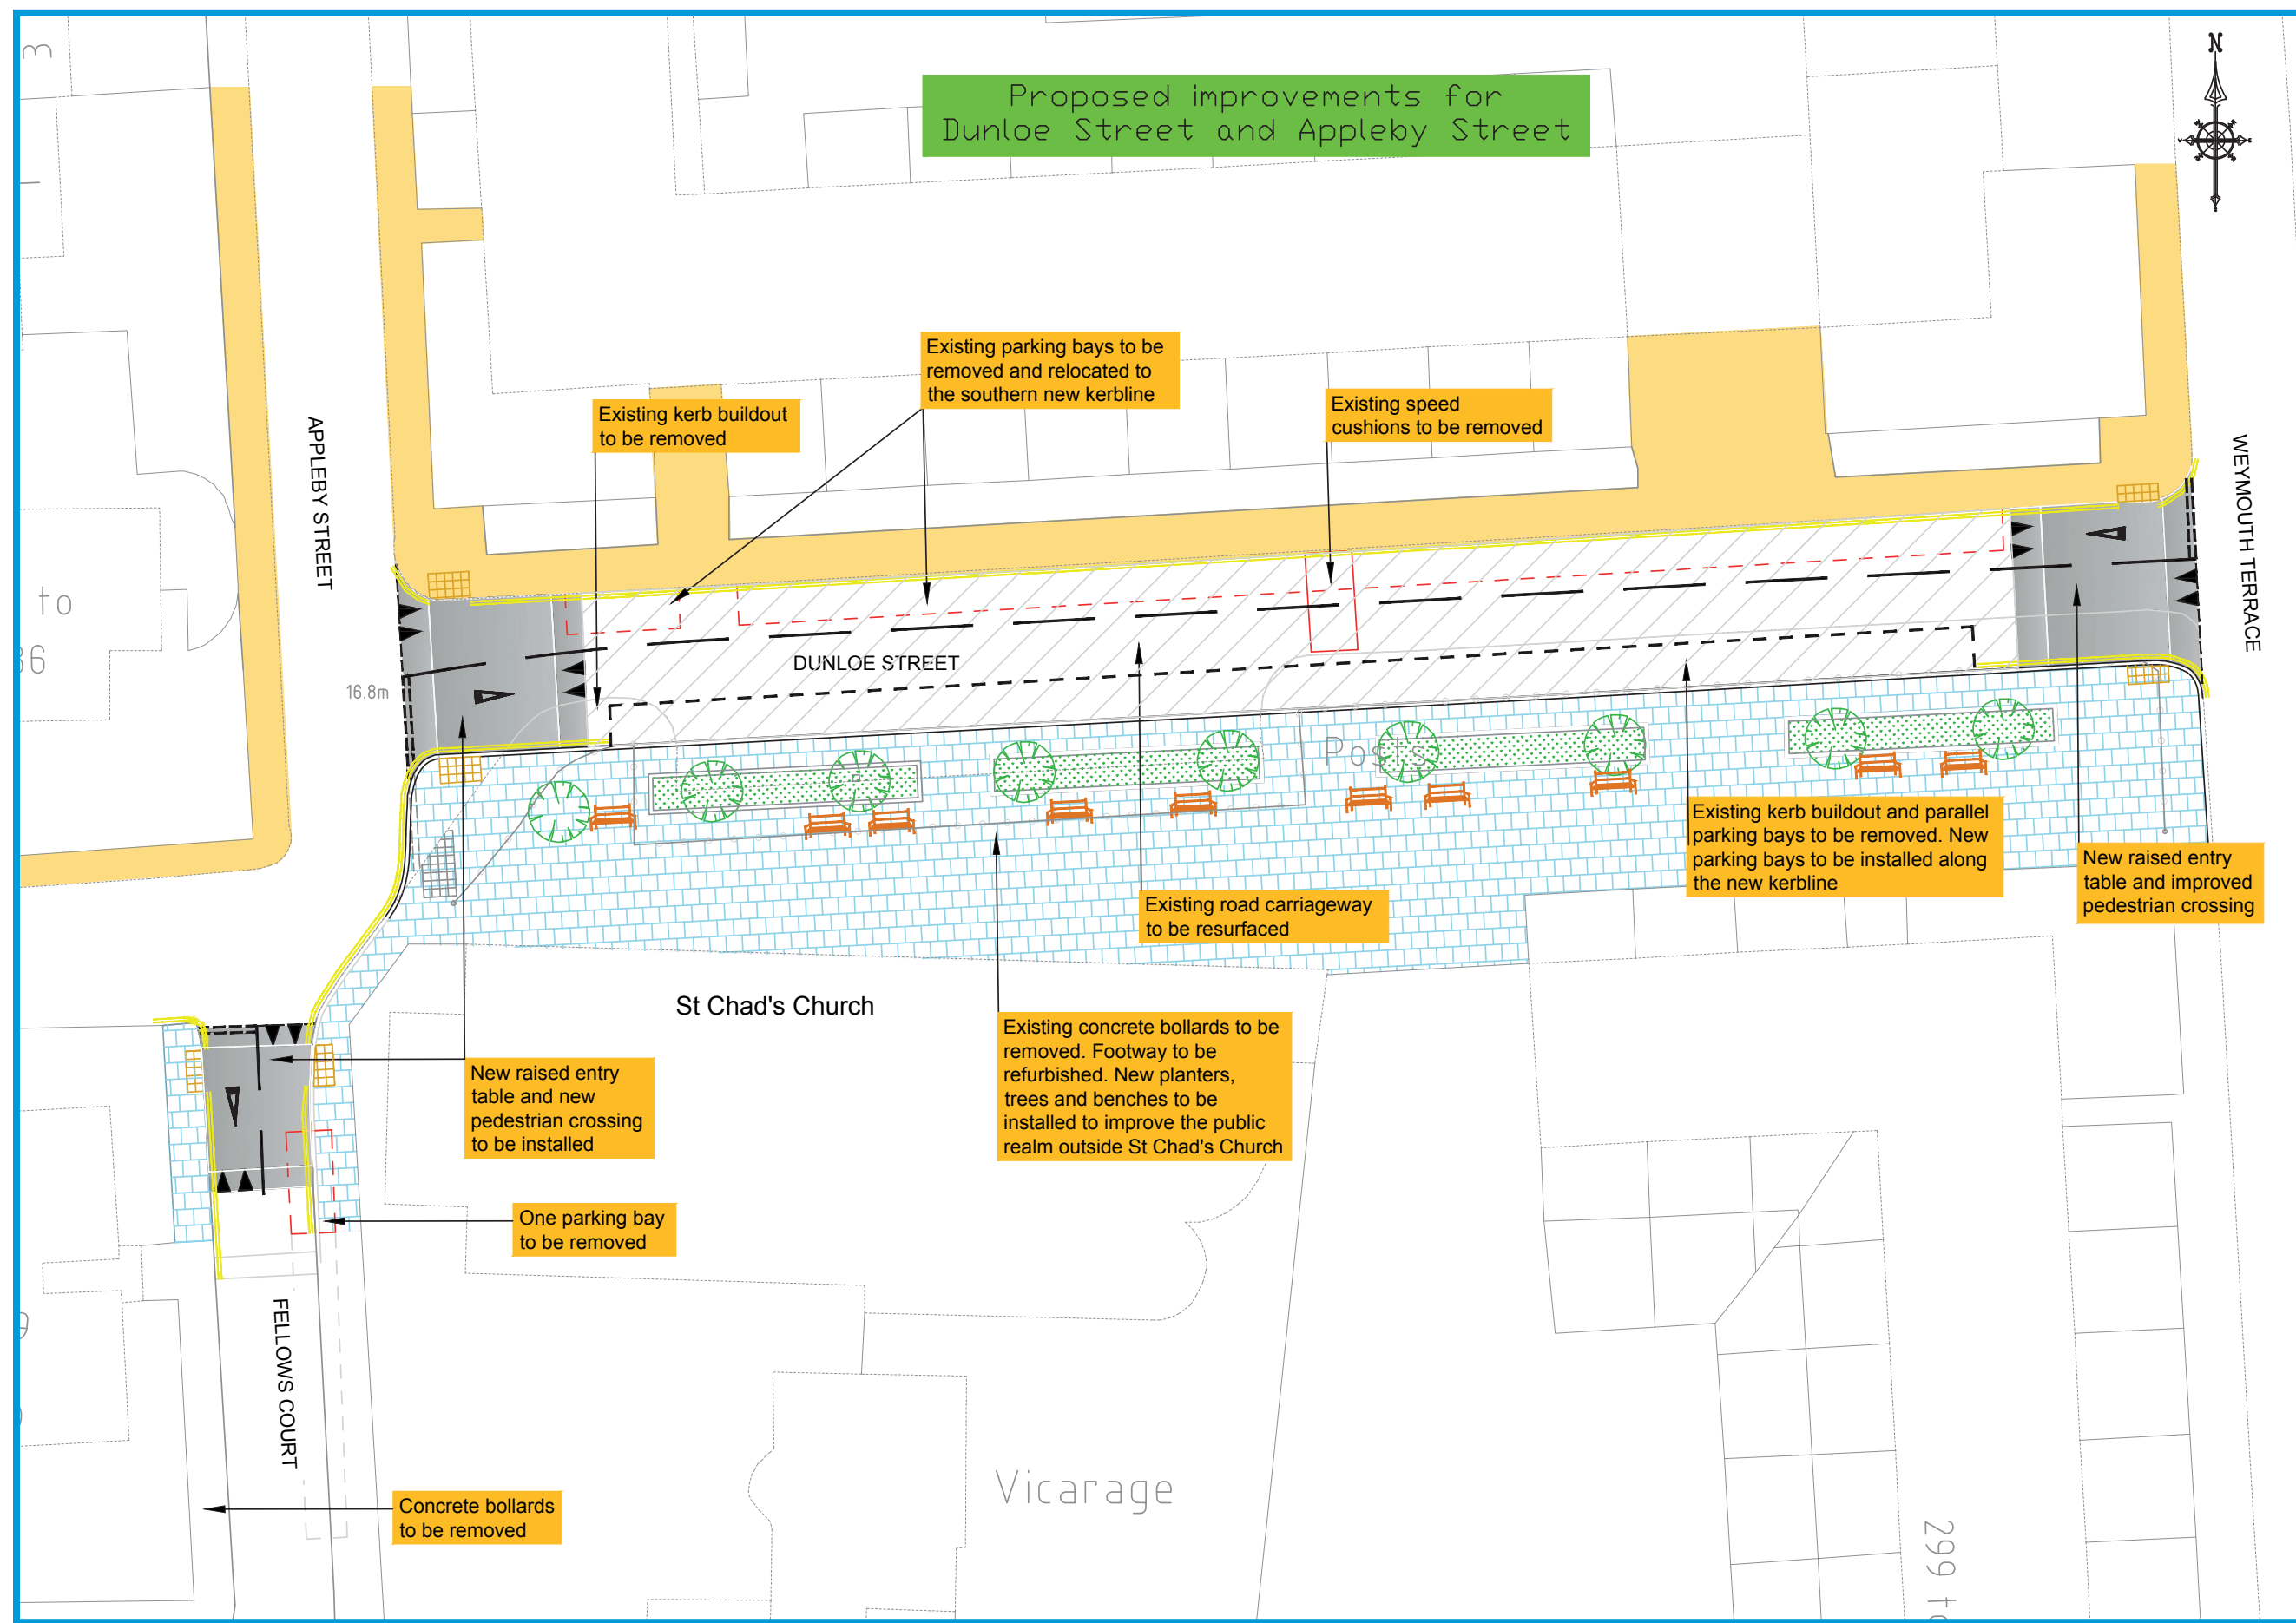 Proposed improvements for
Dunloe Street and Appleby Street
N
Existing parking bays to be
removed and relocated to
the southern new kerbline
Existing kerb buildout
to be removed
Existing speed
cushions to be removed
APPLEBY STREET
WEYMOUTH TERRACE
to
36
16.8m
DUNLOE STREET
Posts
Existing kerb buildout and parallel
parking bays to be removed. New
parking bays to be installed along
the new kerbline
New raised entry
table and improved
pedestrian crossing
Existing road carriageway
to be resurfaced
St Chad's Church
Existing concrete bollards to be
removed. Footway to be
refurbished. New planters,
trees and benches to be
installed to improve the public
realm outside St Chad's Church
New raised entry
table and new
pedestrian crossing
to be installed
One parking bay
to be removed
FELLOWS COURT
Vicarage
Concrete bollards
to be removed
299 to